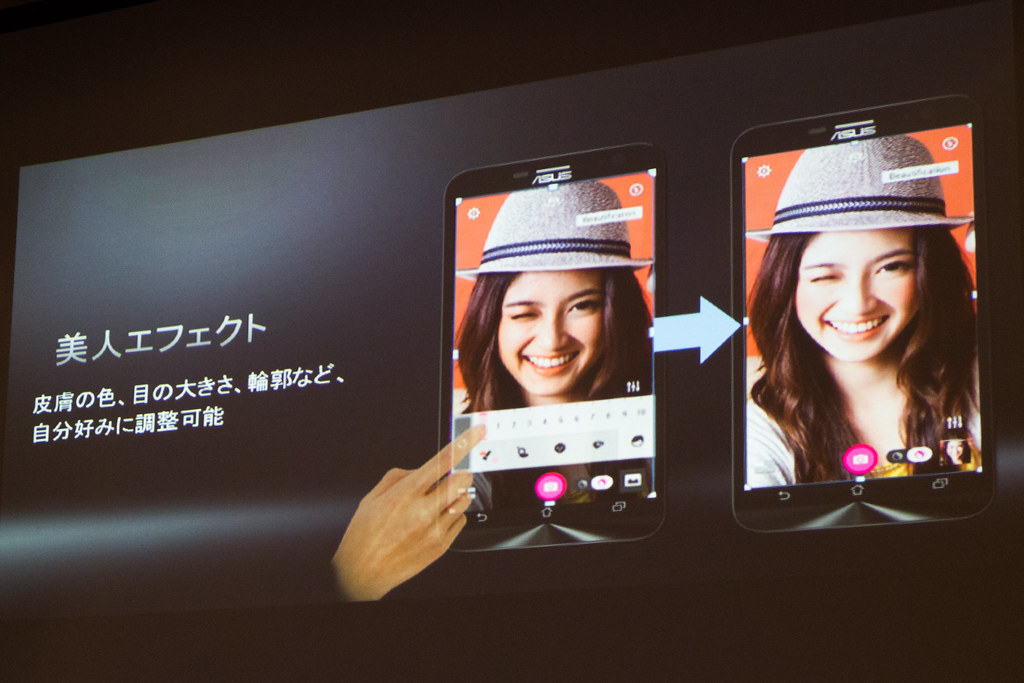 美人エフェクト
皮膚の色、目の大きさ、輪郭など、
自分好みに調整可能
ASUS
Beautification
1 2 3 4 5 6 7 8 9 10
ASUS
Beautification